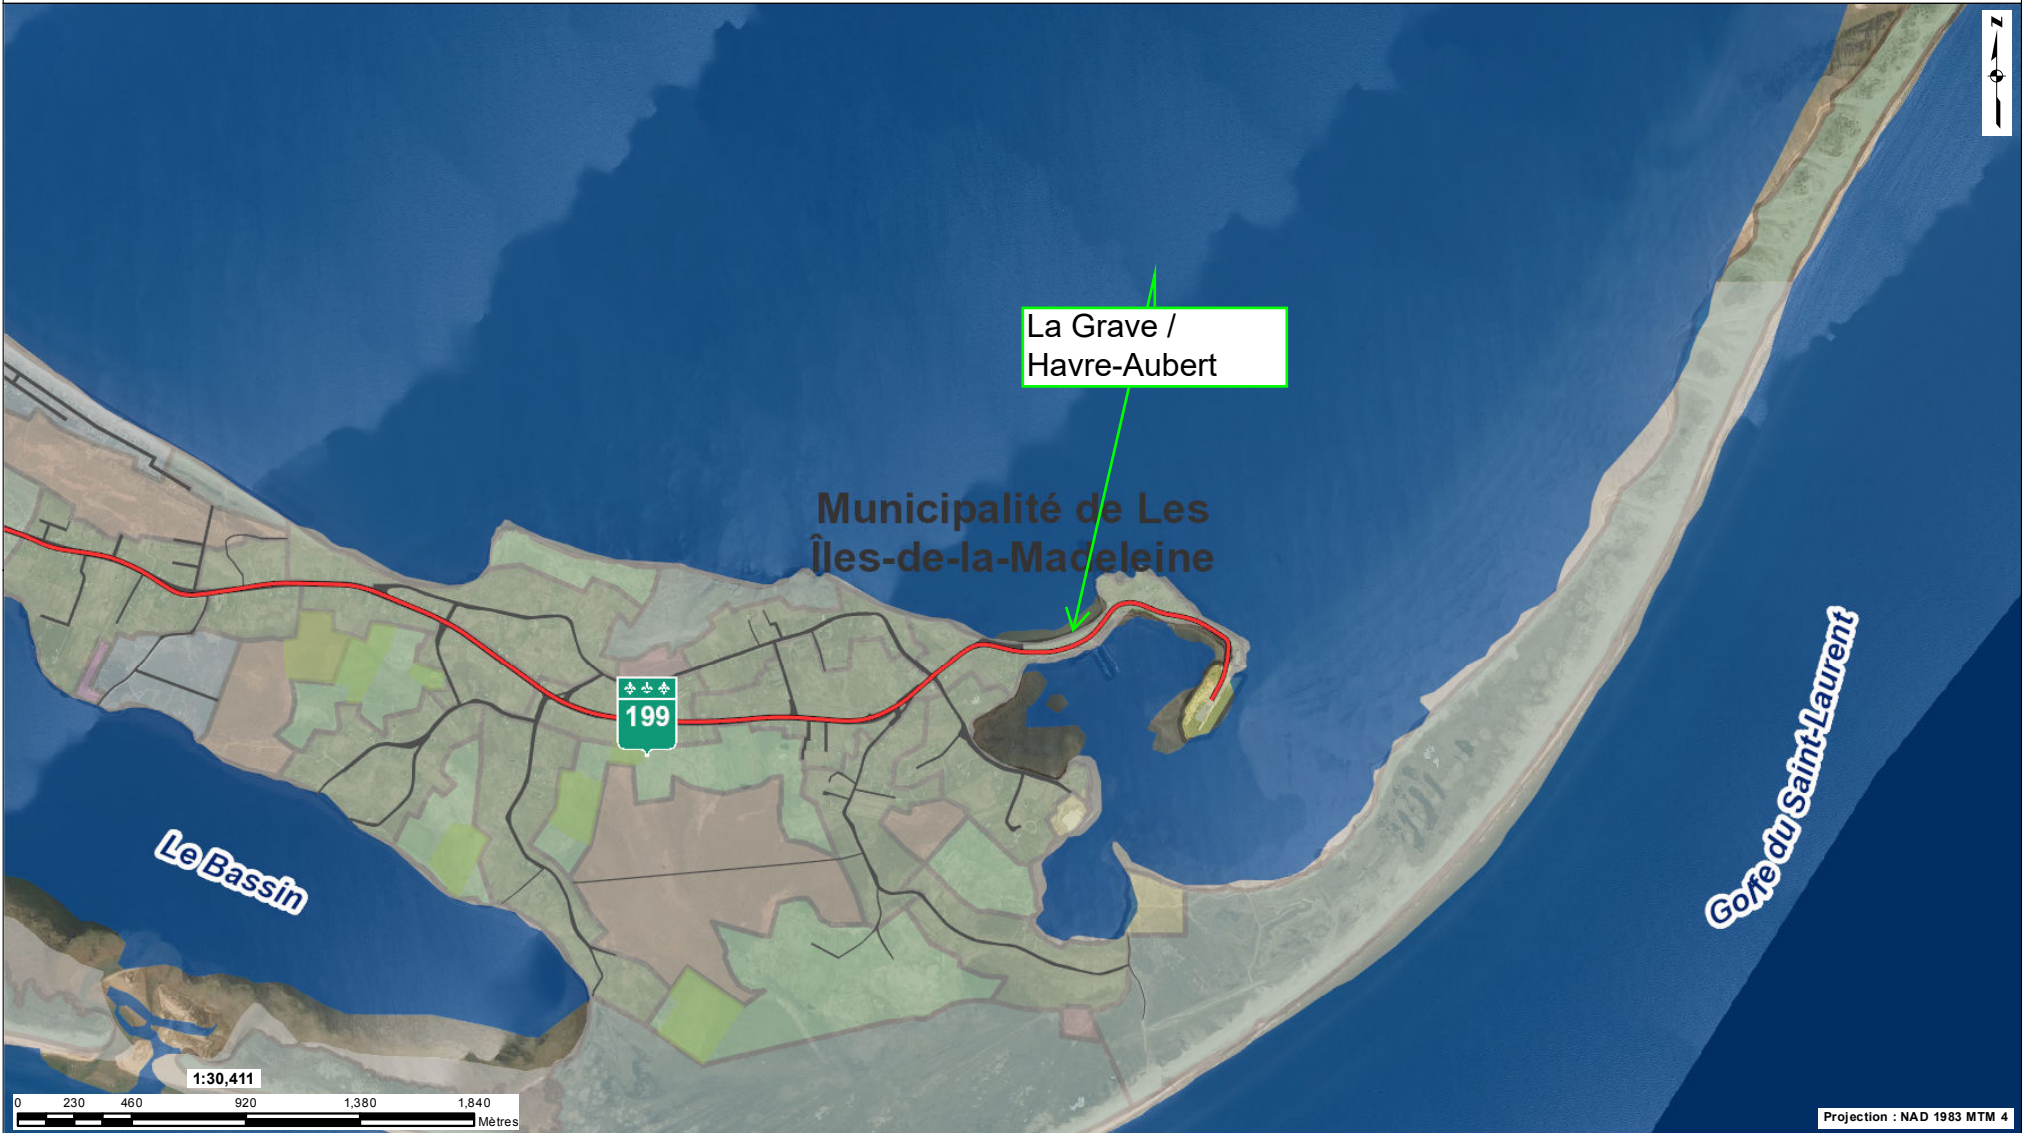 Z
La Grave /
Havre-Aubert
Municipalité de Les
Îles-de-la-Madeleine
199
Golfe du Saint-Laurent
Le Bassin
1:30,411
0 230 460 920 1,380 1,840
Mètres
Projection : NAD 1983 MTM 4